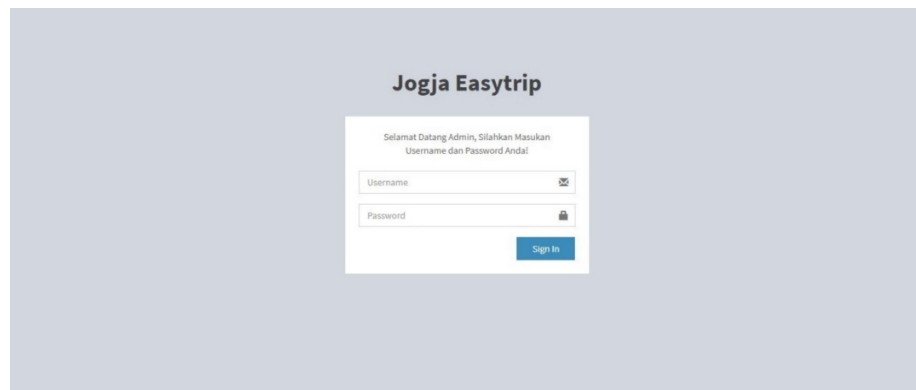 Jogja Easytrip
Selamat Datang Admin, Silahkan Masukan
Username dan Password Anda!
Username
Password
Sign In